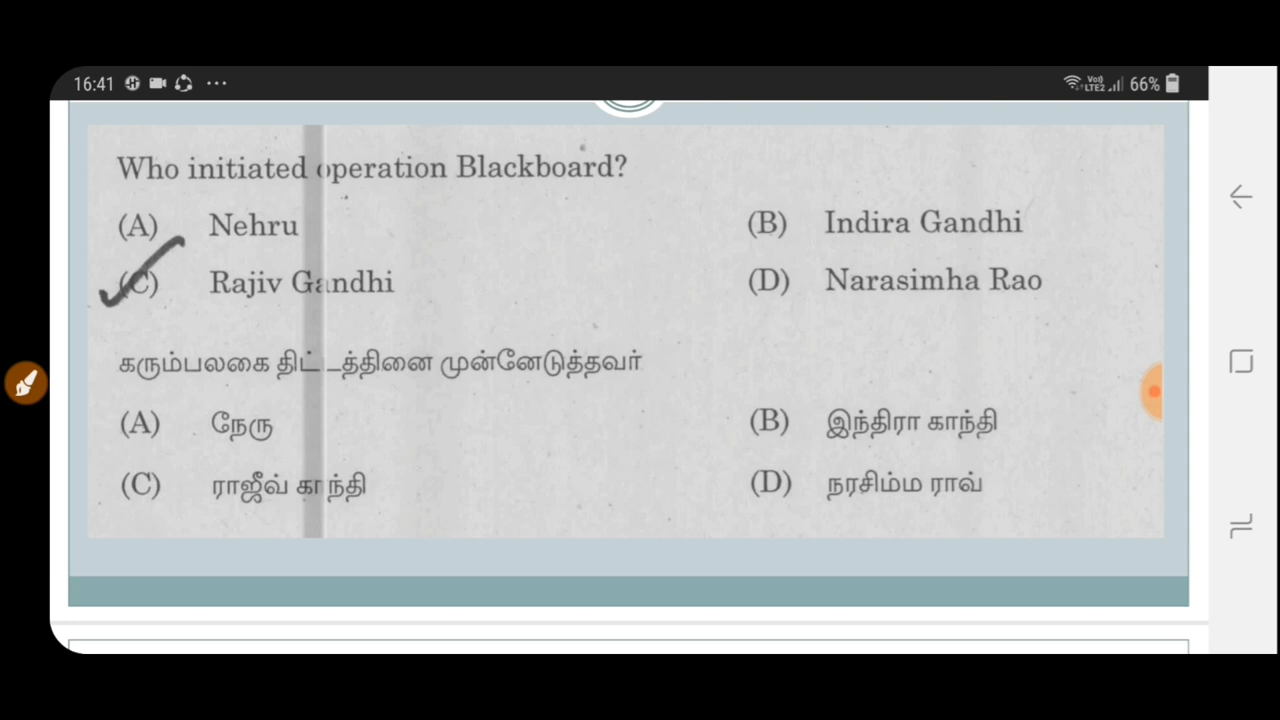 16:41 66%
Who initiated operation Blackboard?
(A) Nehru (B) Indira Gandhi
(C) Rajiv Gandhi (D) Narasimha Rao
கரும்பலகை திட்டத்தினை முன்னேடுத்தவர்
(A) நேரு (B) இந்திரா காந்தி
(C) ராஜீவ் காந்தி (D) நரசிம்ம ராவ்